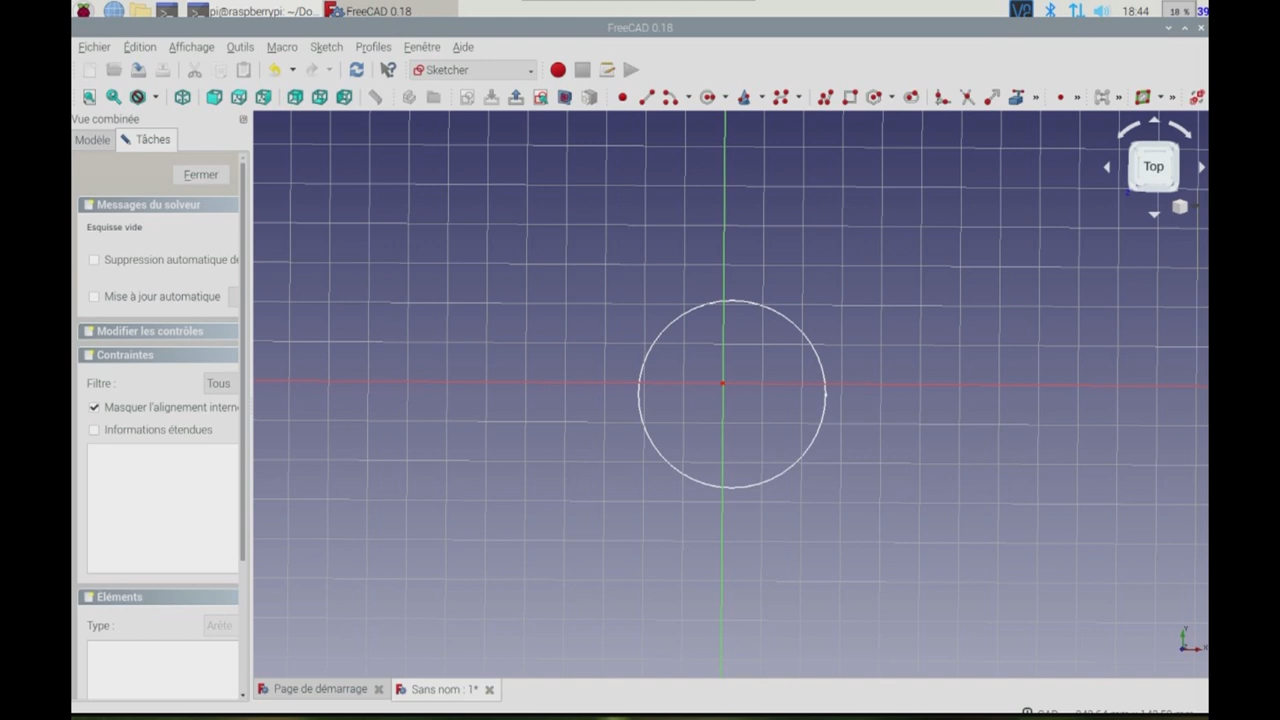 pi@raspberrypi: ~/Do...
FreeCAD 0.18
18:44
18 %
FreeCAD 0.18
Fichier Édition Affichage Outils Macro Sketch Profiles Fenêtre Aide
Sketcher
Vue combinée
Modèle Tâches
Fermer
Messages du solveur
Esquisse vide
Suppression automatique de
Mise à jour automatique
Modifier les contrôles
Contraintes
Filtre : Tous
Masquer l'alignement intern
Informations étendues
Eléments
Type : Arête
Top
Y
X
Page de démarrage
Sans nom : 1*